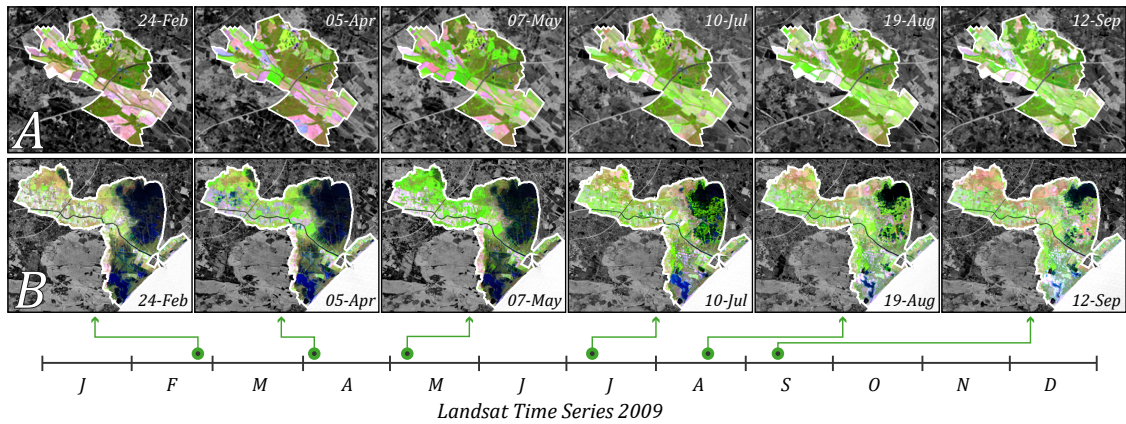 24-Feb
05-Apr
07-May
10-Jul
19-Aug
12-Sep
A
B
24-Feb
05-Apr
07-May
10-Jul
19-Aug
12-Sep
J F M A M J J A S O N D
Landsat Time Series 2009